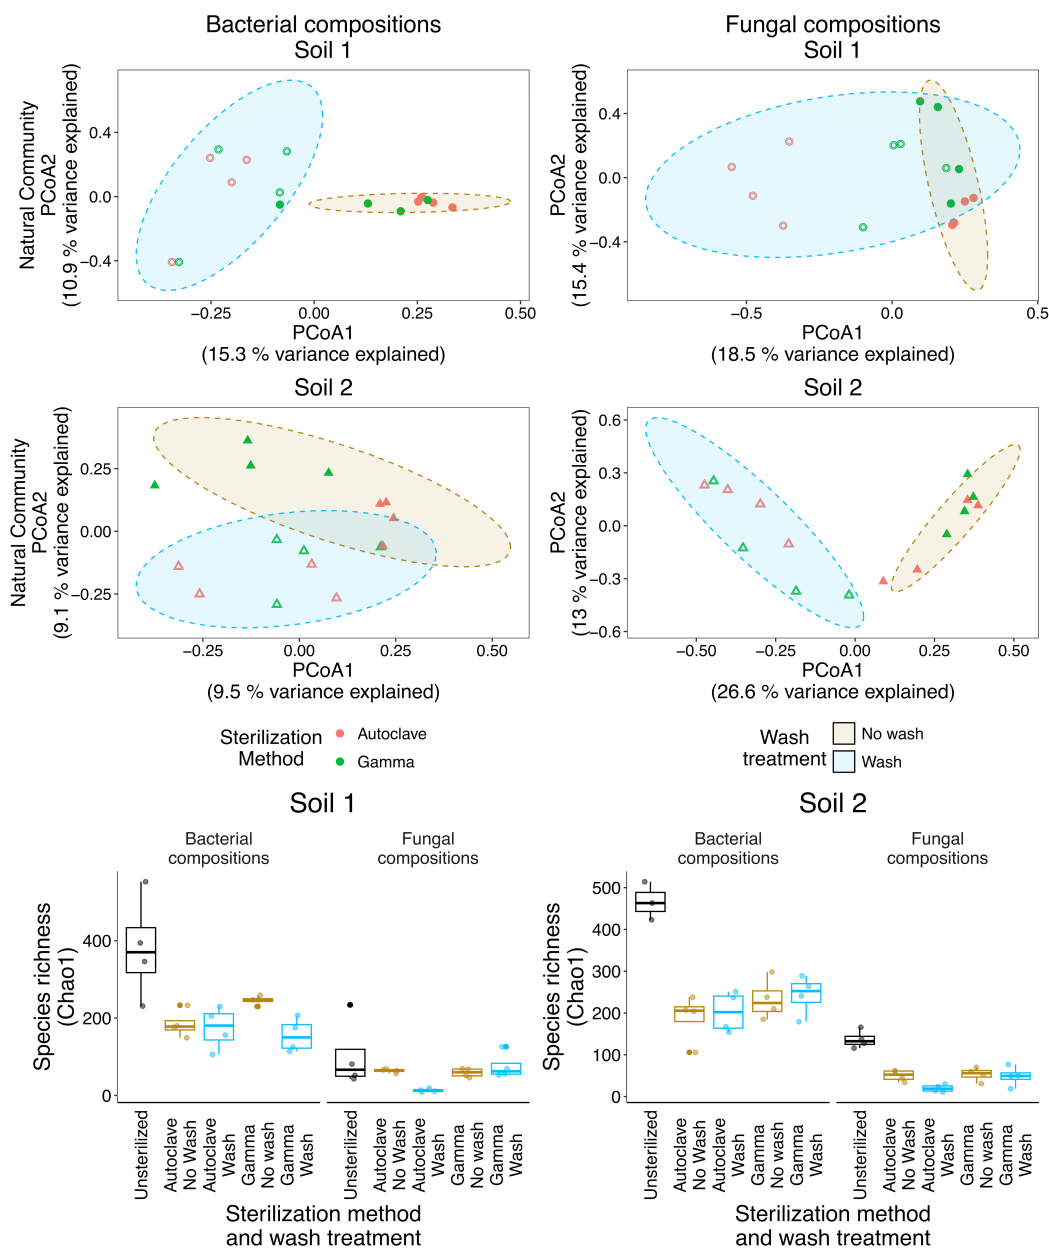 Bacterial compositions
Soil 1
Natural Community
PCoA2
(10.9 % variance explained)
0.4
0.0
−0.4
−0.25
0.00
0.25
0.50
PCoA1
(15.3 % variance explained)
Fungal compositions
Soil 1
PCoA2
(15.4 % variance explained)
0.4
0.0
−0.4
−0.5
0.0
0.5
PCoA1
(18.5 % variance explained)
Soil 2
Natural Community
PCoA2
(9.1 % variance explained)
0.25
0.00
−0.25
−0.25
0.00
0.25
0.50
PCoA1
(9.5 % variance explained)
Soil 2
PCoA2
(13 % variance explained)
0.6
0.3
0.0
−0.3
−0.6
−0.50
−0.25
0.00
0.25
0.50
PCoA1
(26.6 % variance explained)
Sterilization
Method
Autoclave
Gamma
Wash
treatment
No wash
Wash
Soil 1
Bacterial
compositions
Fungal
compositions
Species richness
(Chao1)
400
200
0
Unsterilized
Autoclave
No Wash
Autoclave
Wash
Gamma
No wash
Gamma
Wash
Unsterilized
Autoclave
No Wash
Autoclave
Wash
Gamma
No wash
Gamma
Wash
Sterilization method
and wash treatment
Soil 2
Bacterial
compositions
Fungal
compositions
Species richness
(Chao1)
500
400
300
200
100
0
Unsterilized
Autoclave
No Wash
Autoclave
Wash
Gamma
No wash
Gamma
Wash
Unsterilized
Autoclave
No Wash
Autoclave
Wash
Gamma
No wash
Gamma
Wash
Sterilization method
and wash treatment